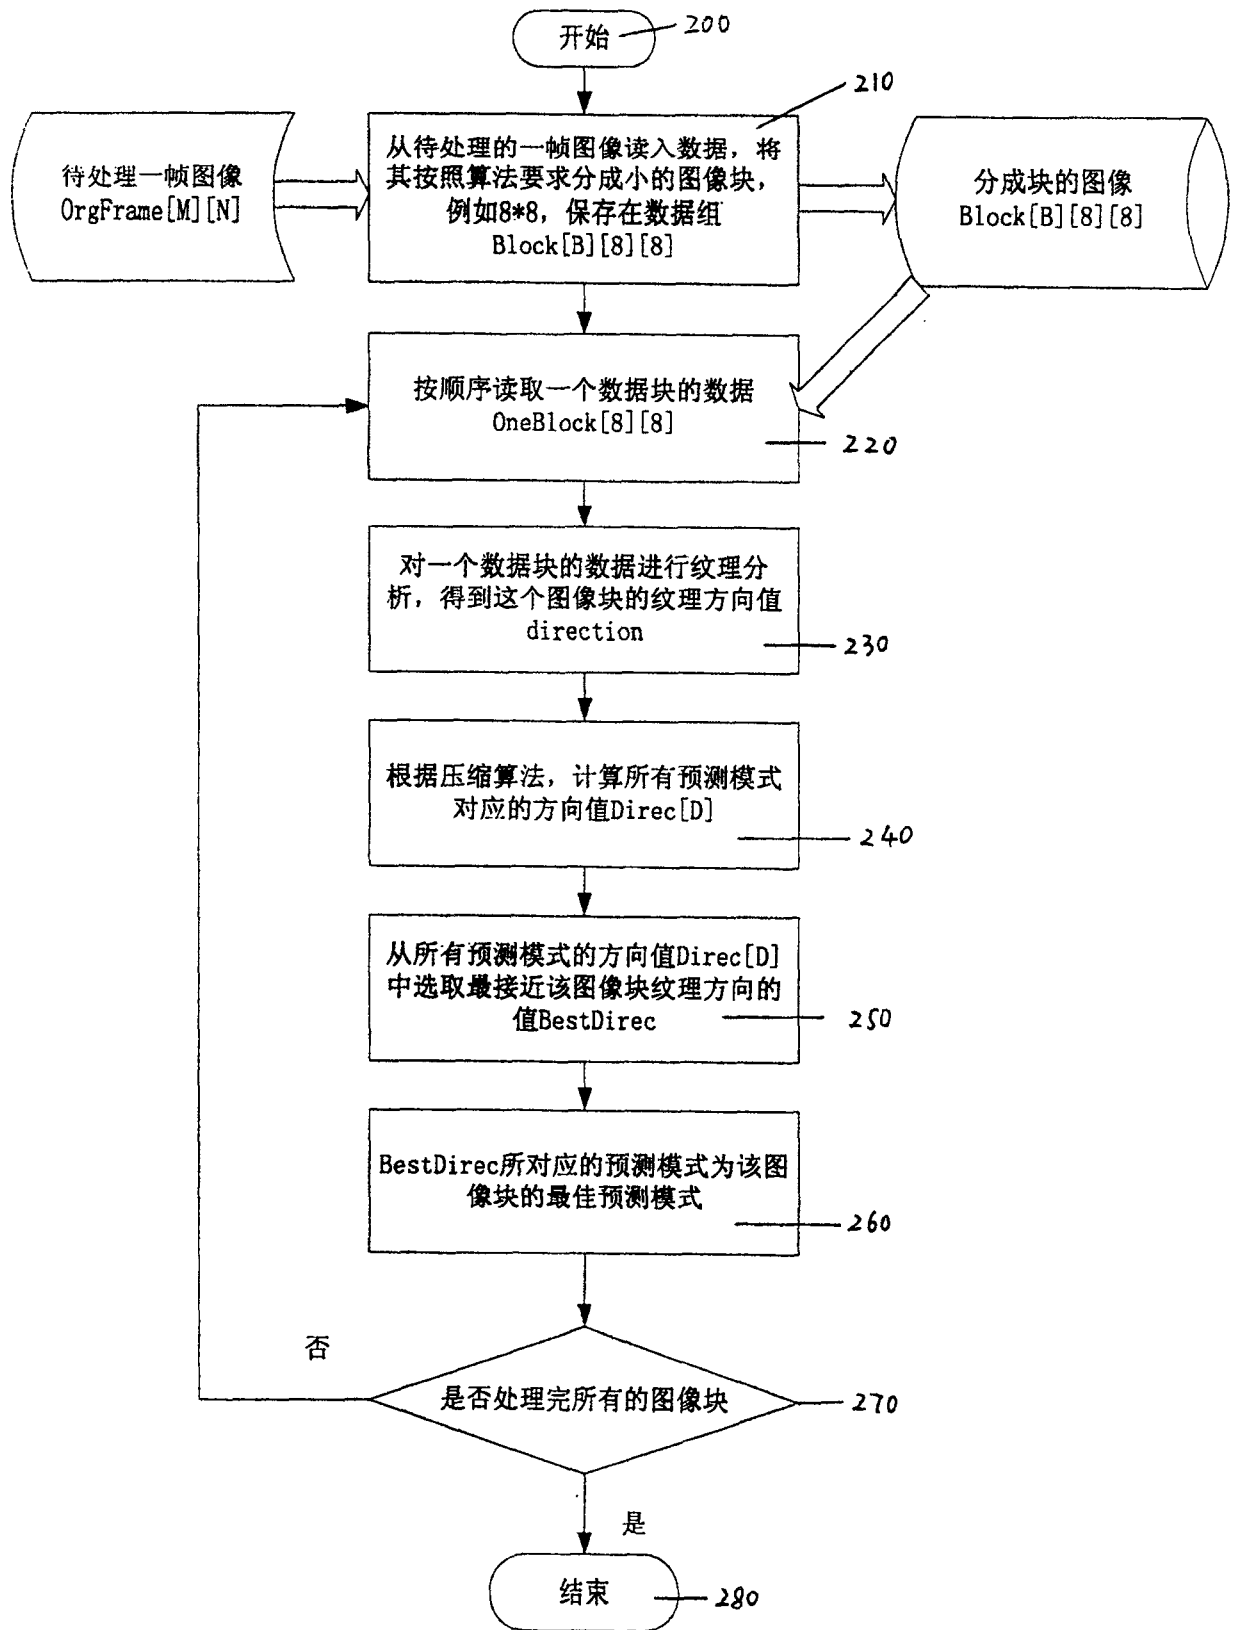 开始
200
210
待处理一帧图像
OrgFrame[M][N]
从待处理的一帧图像读入数据，将
其按照算法要求分成小的图像块，
例如8*8，保存在数据组
Block[B][8][8]
分成块的图像
Block[B][8][8]
按顺序读取一个数据块的数据
OneBlock[8][8]
220
对一个数据块的数据进行纹理分
析，得到这个图像块的纹理方向值
direction
230
根据压缩算法，计算所有预测模式
对应的方向值Direc[D]
240
从所有预测模式的方向值Direc[D]
中选取最接近该图像块纹理方向的
值BestDirec
250
BestDirec所对应的预测模式为该图
像块的最佳预测模式
260
否
是否处理完所有的图像块
270
是
结束
280